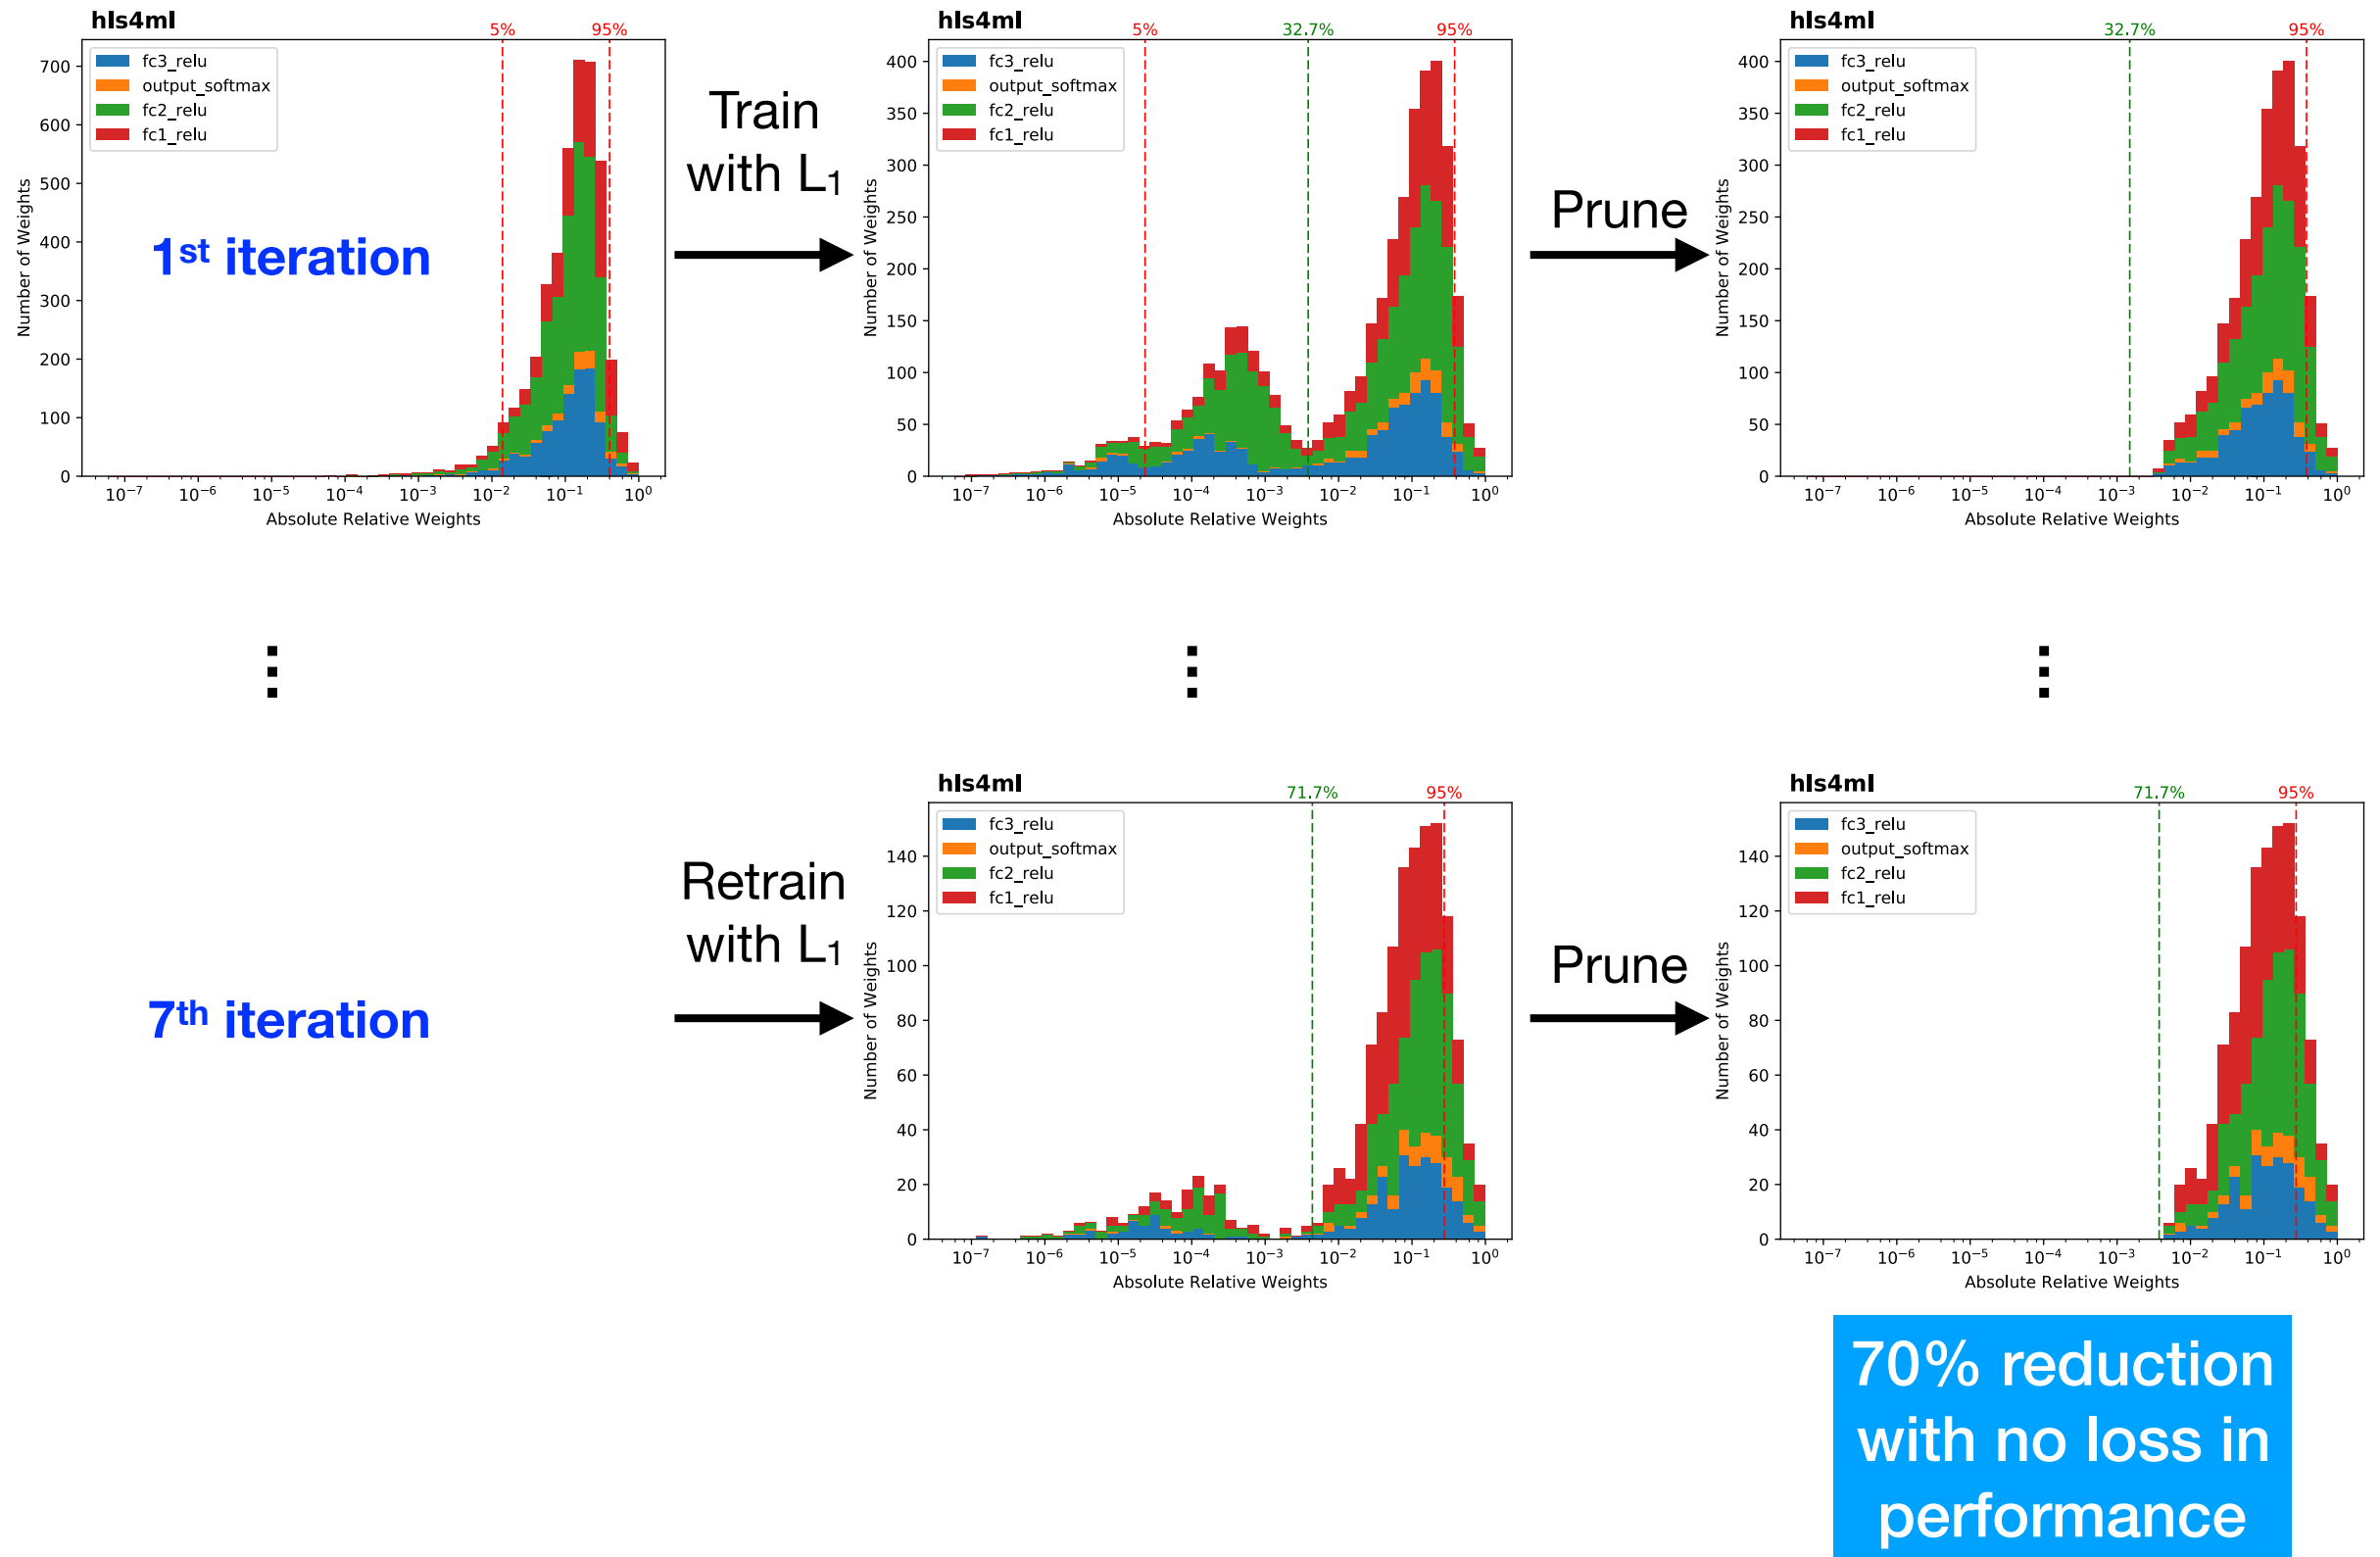 hls4ml
5% 95%
fc3_relu
output_softmax
fc2_relu
fc1_relu
700
600
500
400
300
200
100
0
Number of Weights
10⁻⁷ 10⁻⁶ 10⁻⁵ 10⁻⁴ 10⁻³ 10⁻² 10⁻¹ 10⁰
Absolute Relative Weights
1st iteration
Train
with L₁
hls4ml
5% 32.7% 95%
fc3_relu
output_softmax
fc2_relu
fc1_relu
400
350
300
250
200
150
100
50
0
Number of Weights
10⁻⁷ 10⁻⁶ 10⁻⁵ 10⁻⁴ 10⁻³ 10⁻² 10⁻¹ 10⁰
Absolute Relative Weights
Prune
hls4ml
32.7% 95%
fc3_relu
output_softmax
fc2_relu
fc1_relu
400
350
300
250
200
150
100
50
0
Number of Weights
10⁻⁷ 10⁻⁶ 10⁻⁵ 10⁻⁴ 10⁻³ 10⁻² 10⁻¹ 10⁰
Absolute Relative Weights
7th iteration
Retrain
with L₁
hls4ml
71.7% 95%
fc3_relu
output_softmax
fc2_relu
fc1_relu
140
120
100
80
60
40
20
0
Number of Weights
10⁻⁷ 10⁻⁶ 10⁻⁵ 10⁻⁴ 10⁻³ 10⁻² 10⁻¹ 10⁰
Absolute Relative Weights
Prune
hls4ml
71.7% 95%
fc3_relu
output_softmax
fc2_relu
fc1_relu
140
120
100
80
60
40
20
0
Number of Weights
10⁻⁷ 10⁻⁶ 10⁻⁵ 10⁻⁴ 10⁻³ 10⁻² 10⁻¹ 10⁰
Absolute Relative Weights
70% reduction
with no loss in
performance